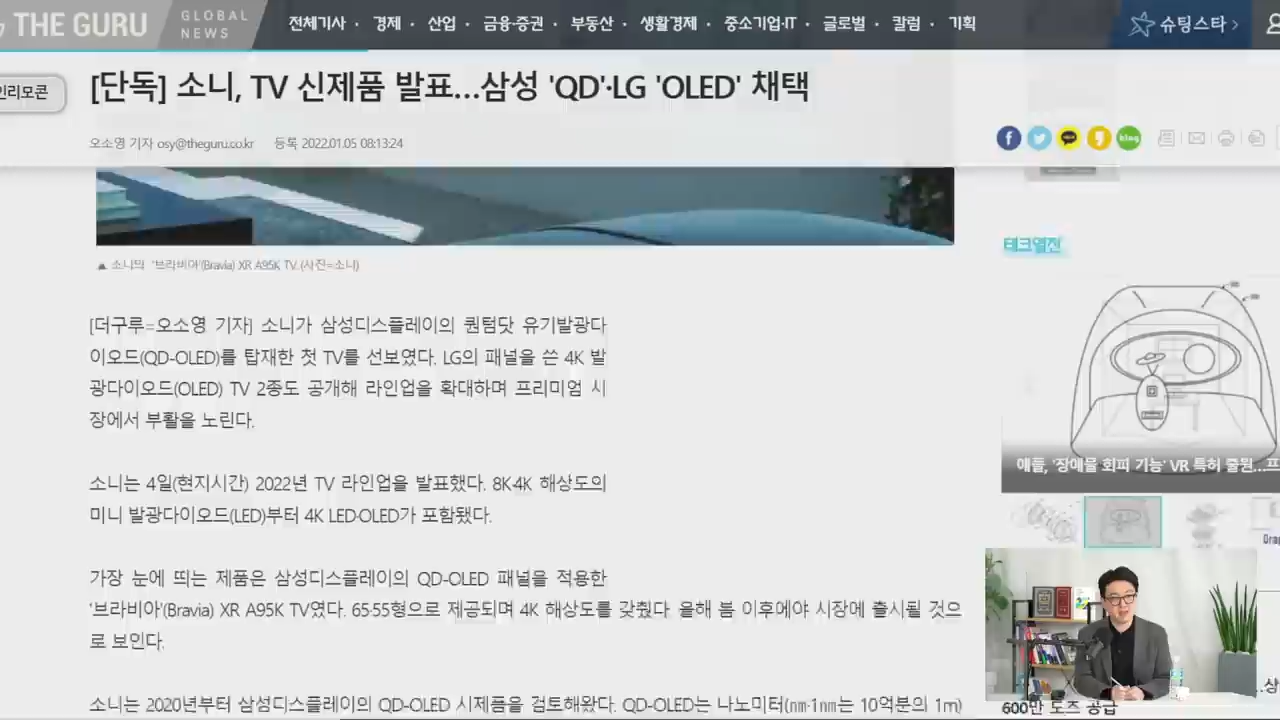 THE GURU
GLOBAL
NEWS
전체기사 · 경제 · 산업 · 금융·증권 · 부동산 · 생활경제 · 중소기업·IT · 글로벌 · 칼럼 · 기획
슈팅스타 >
인리모콘
[단독] 소니, TV 신제품 발표…삼성 'QD'·LG 'OLED' 채택
오소영 기자 osy@theguru.co.kr 등록 2022.01.05 08:13:24
blog
▲ 소니의 '브라비아'(Bravia) XR A95K TV. (사진=소니)
테크열전
[더구루=오소영 기자] 소니가 삼성디스플레이의 퀀텀닷 유기발광다
이오드(QD-OLED)를 탑재한 첫 TV를 선보였다. LG의 패널을 쓴 4K 발
광다이오드(OLED) TV 2종도 공개해 라인업을 확대하며 프리미엄 시
장에서 부활을 노린다.
애플, '장애물 회피 기능' VR 특허 출원…프
소니는 4일(현지시간) 2022년 TV 라인업을 발표했다. 8K·4K 해상도의
미니 발광다이오드(LED)부터 4K LED·OLED가 포함됐다.
가장 눈에 띄는 제품은 삼성디스플레이의 QD-OLED 패널을 적용한
'브라비아'(Bravia) XR A95K TV였다. 65·55형으로 제공되며 4K 해상도를 갖췄다. 올해 봄 이후에야 시장에 출시될 것으
로 보인다.
소니는 2020년부터 삼성디스플레이의 QD-OLED 시제품을 검토해왔다. QD-OLED는 나노미터(㎚·1㎚는 10억분의 1m)
…상
600만 도즈 공급